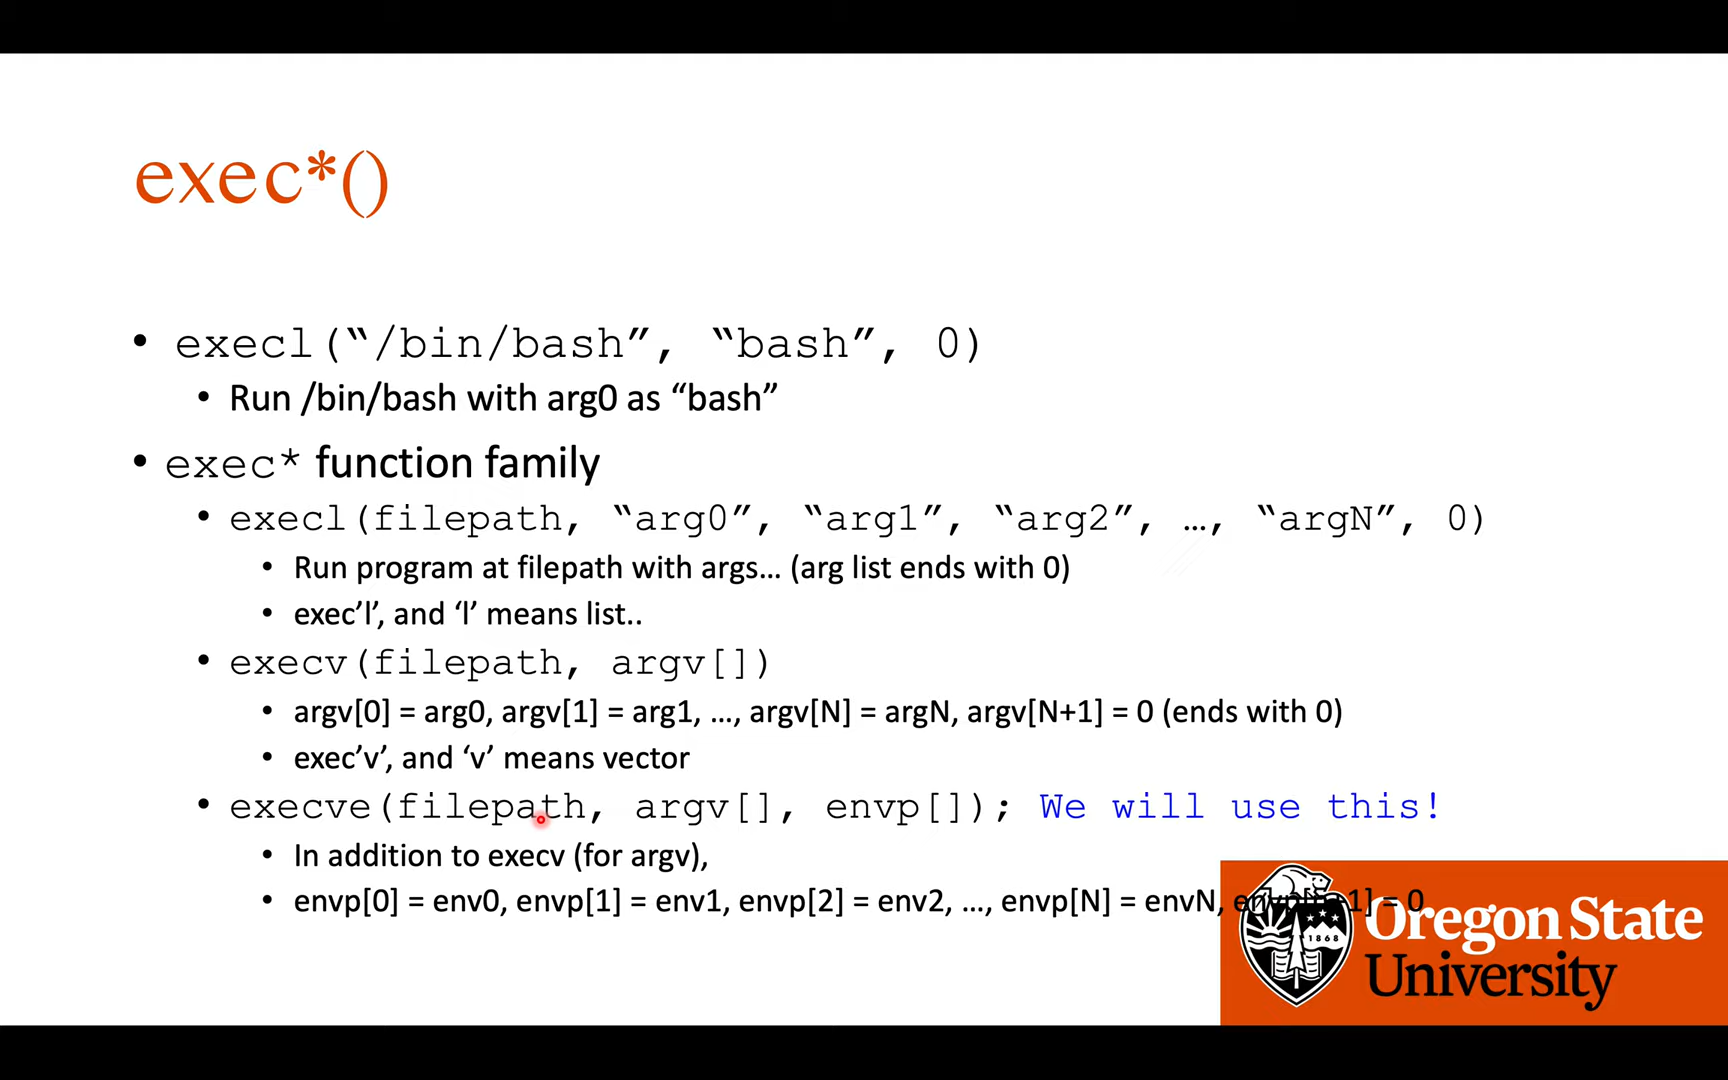 exec*()
• execl(“/bin/bash”, “bash”, 0)
• Run /bin/bash with arg0 as “bash”
• exec* function family
• execl(filepath, “arg0”, “arg1”, “arg2”, …, “argN”, 0)
• Run program at filepath with args… (arg list ends with 0)
• exec’l’, and ‘l’ means list..
• execv(filepath, argv[])
• argv[0] = arg0, argv[1] = arg1, …, argv[N] = argN, argv[N+1] = 0 (ends with 0)
• exec’v’, and ‘v’ means vector
• execve(filepath, argv[], envp[]); We will use this!
• In addition to execv (for argv),
• envp[0] = env0, envp[1] = env1, envp[2] = env2, …, envp[N] = envN, envp[N+1] = 0
1868
Oregon State
University